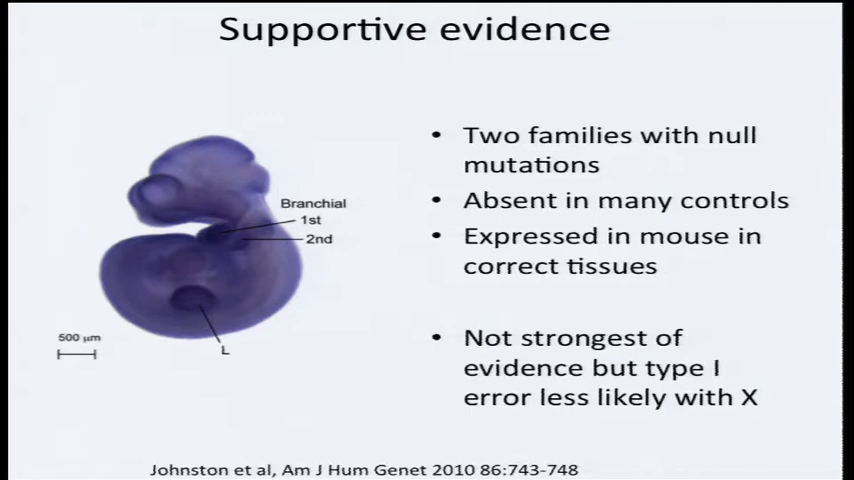 Supportive evidence
Branchial
1st
2nd
L
500 µm
• Two families with null
mutations
• Absent in many controls
• Expressed in mouse in
correct tissues
• Not strongest of
evidence but type I
error less likely with X
Johnston et al, Am J Hum Genet 2010 86:743-748